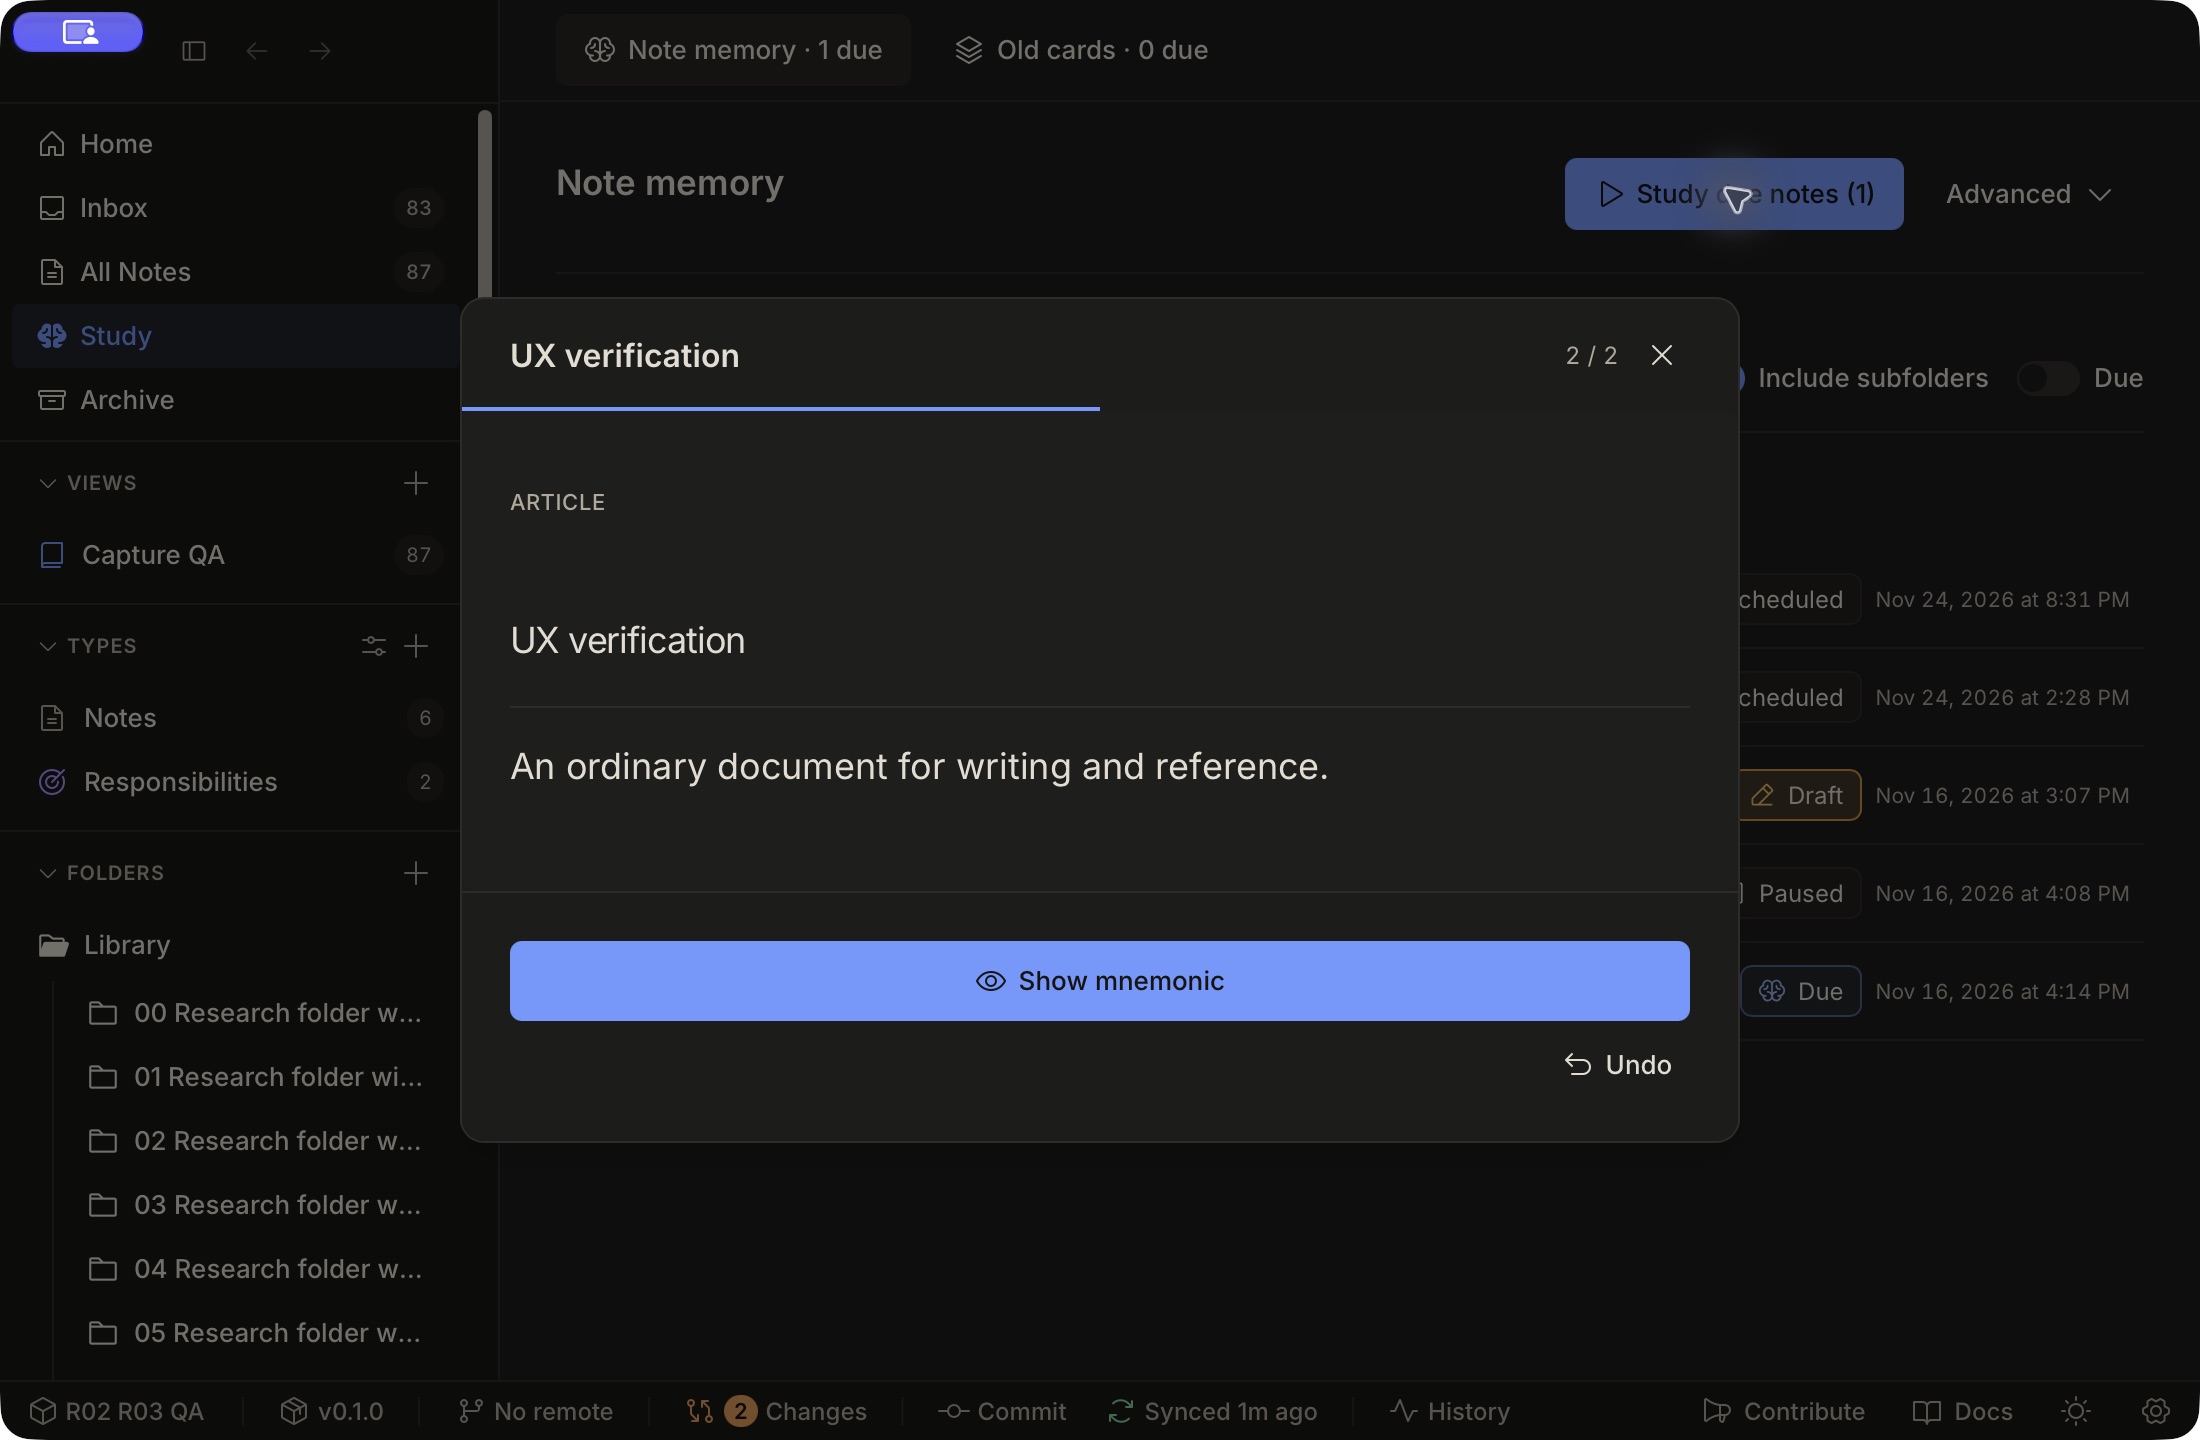 Note memory · 1 due
Old cards · 0 due
Home
Inbox 83
All Notes 87
Study
Archive
VIEWS
Capture QA 87
TYPES
Notes 6
Responsibilities 2
FOLDERS
Library
00 Research folder w...
01 Research folder wi...
02 Research folder w...
03 Research folder w...
04 Research folder w...
05 Research folder w...
Note memory
Study notes (1)
Advanced
Include subfolders
Due
cheduled Nov 24, 2026 at 8:31 PM
cheduled Nov 24, 2026 at 2:28 PM
Draft Nov 16, 2026 at 3:07 PM
Paused Nov 16, 2026 at 4:08 PM
Due Nov 16, 2026 at 4:14 PM
UX verification
2 / 2
ARTICLE
UX verification
An ordinary document for writing and reference.
Show mnemonic
Undo
R02 R03 QA
v0.1.0
No remote
2 Changes
Commit
Synced 1m ago
History
Contribute
Docs